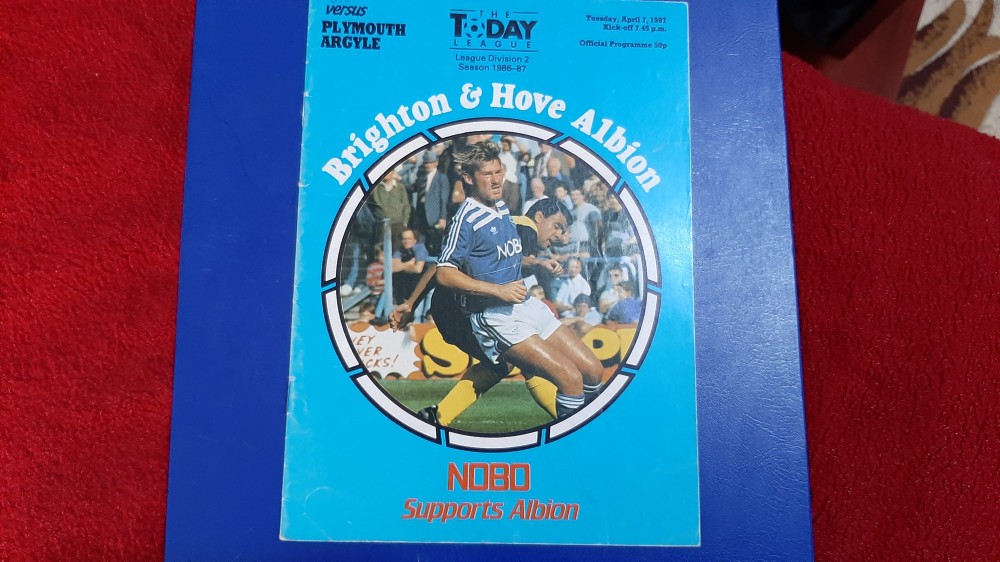 versus
PLYMOUTH
ARGYLE
THE
TODAY
LEAGUE
League Division 2
Season 1986-87
Tuesday, April 7, 1987
Kick-off 7.45 p.m.
Official Programme 50p
Brighton & Hove Albion
NOBO
NOBO
Supports Albion